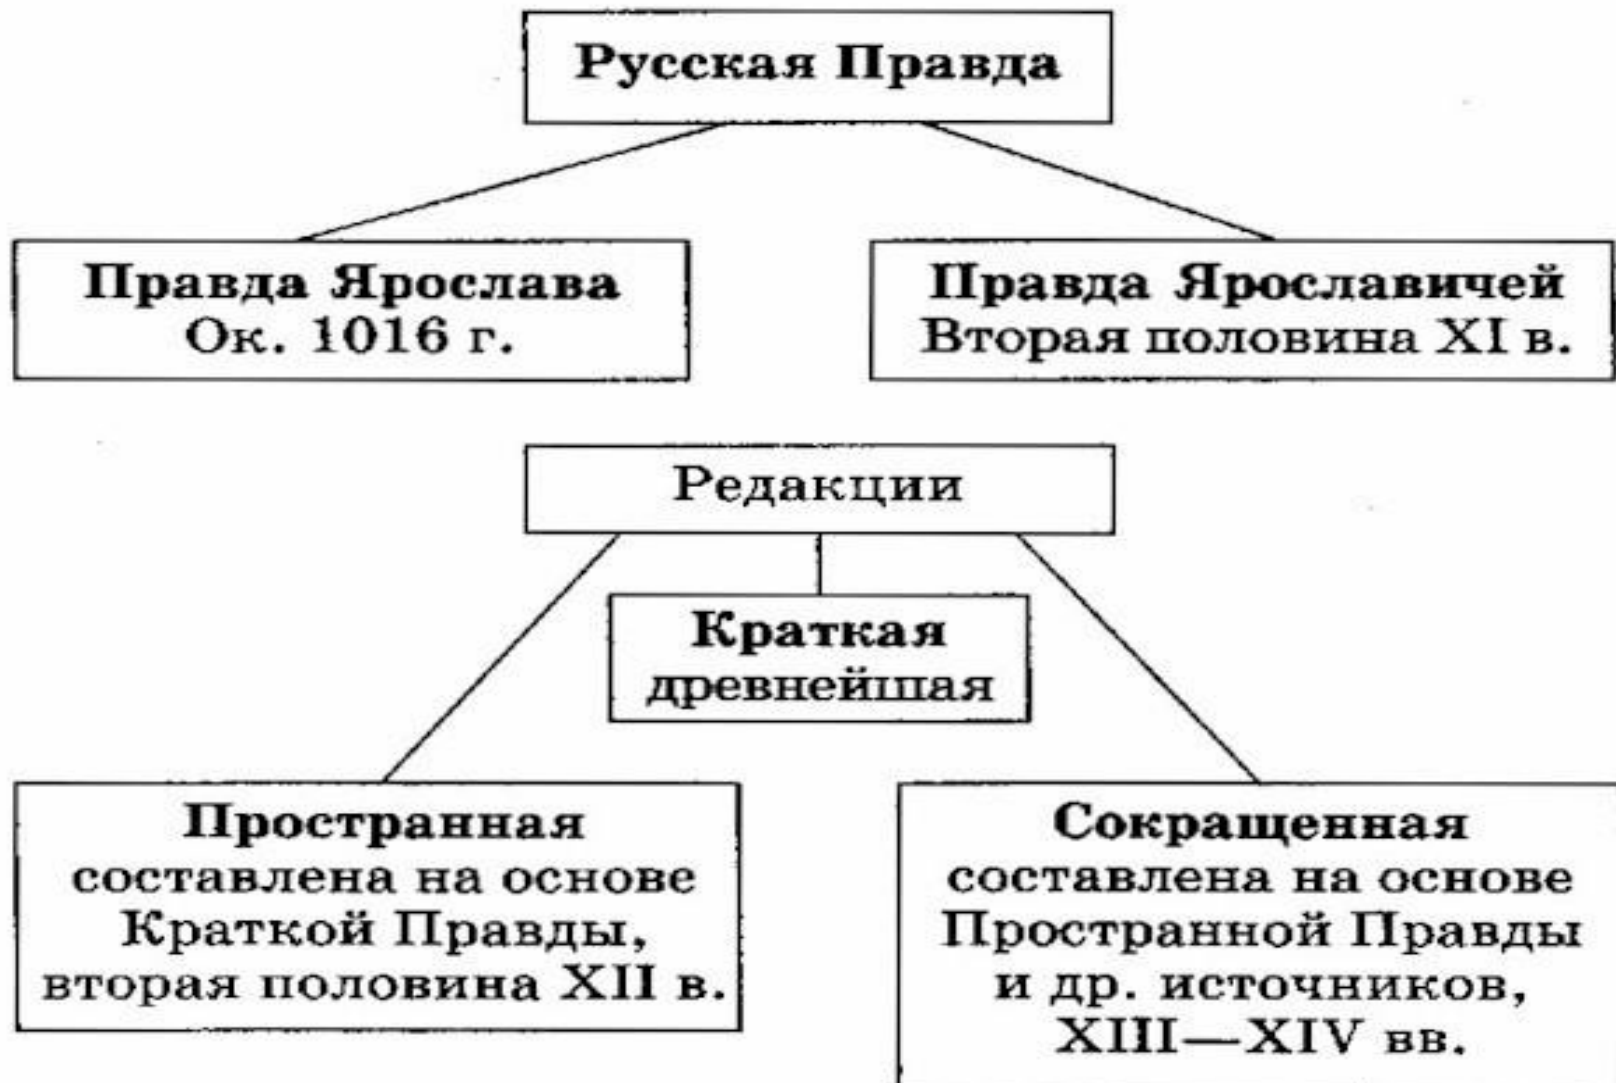 Русская Правда
Правда Ярослава
Ок. 1016 г.
Правда Ярославичей
Вторая половина XI в.
Редакции
Краткая
древнейшая
Пространная
составлена на основе
Краткой Правды,
вторая половина XII в.
Сокращенная
составлена на основе
Пространной Правды
и др. источников,
XIII—XIV вв.